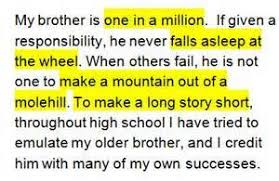 My brother is one in a million.  If given a
responsibility, he never falls asleep at
the wheel. When others fail, he is not
one to make a mountain out of a
molehill. To make a long story short,
throughout high school I have tried to
emulate my older brother, and I credit
him with many of my own successes.